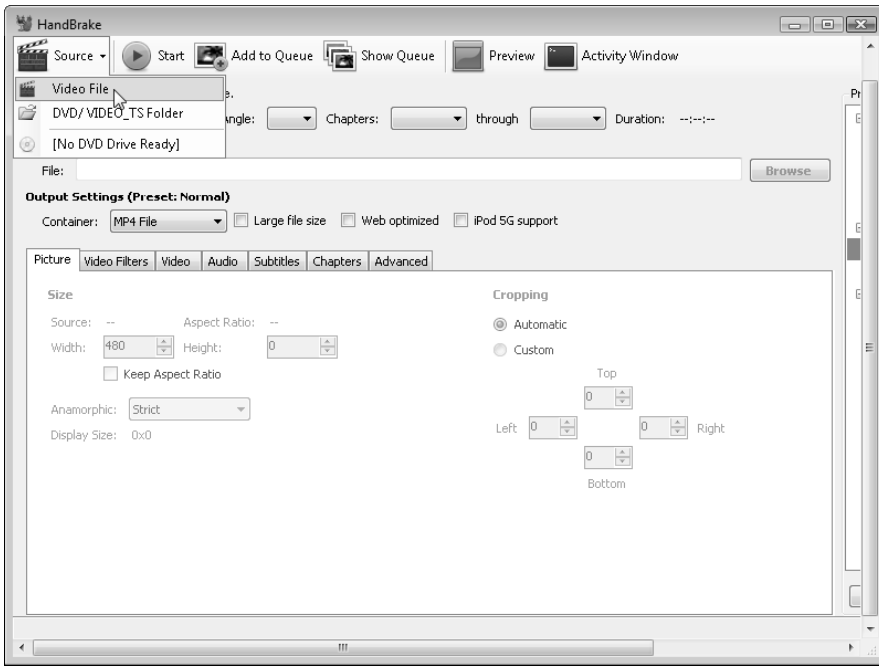 HandBrake
Source Start Add to Queue Show Queue Preview Activity Window
Video File
DVD/ VIDEO_TS Folder
[No DVD Drive Ready]
Chapters: through Duration: --:--:--
File: Browse
Output Settings (Preset: Normal)
Container: MP4 File Large file size Web optimized iPod 5G support
Picture Video Filters Video Audio Subtitles Chapters Advanced
Size
Source: -- Aspect Ratio: --
Width: 480 Height: 0
Keep Aspect Ratio
Anamorphic: Strict
Display Size: 0x0
Cropping
Automatic
Custom
Top
0
Left 0 0 Right
0
Bottom